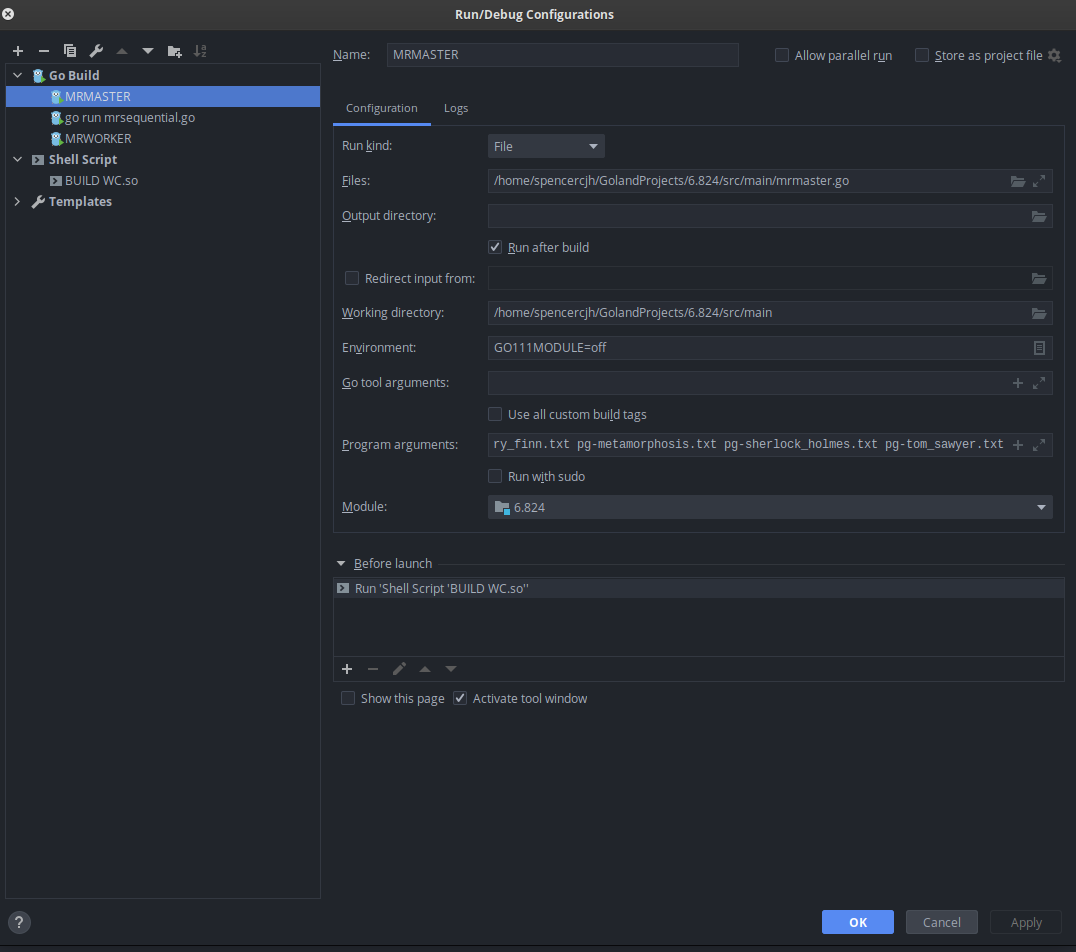 Run/Debug Configurations
Name: MRMASTER Allow parallel run Store as project file
Go Build
MRMASTER
go run mrsequential.go
MRWORKER
Shell Script
BUILD WC.so
Templates
Configuration Logs
Run kind: File
Files: /home/spencercjh/GolandProjects/6.824/src/main/mrmaster.go
Output directory:
Run after build
Redirect input from:
Working directory: /home/spencercjh/GolandProjects/6.824/src/main
Environment: GO111MODULE=off
Go tool arguments:
Use all custom build tags
Program arguments: ry_finn.txt pg-metamorphosis.txt pg-sherlock_holmes.txt pg-tom_sawyer.txt
Run with sudo
Module: 6.824
Before launch
Run 'Shell Script 'BUILD WC.so''
Show this page Activate tool window
? OK Cancel Apply